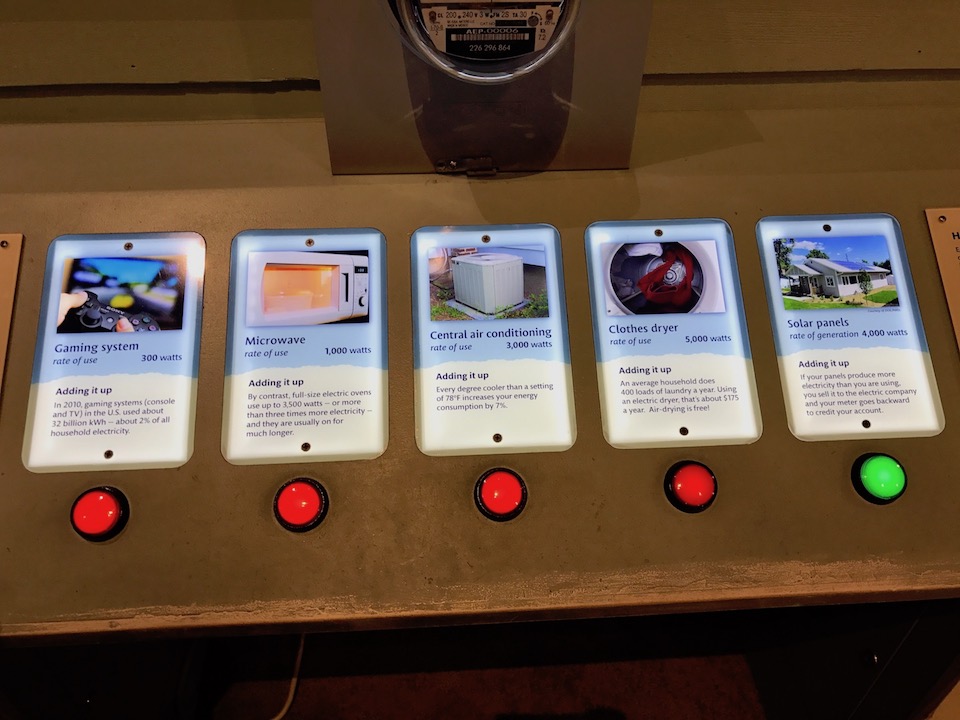 CL 200 240 V 3 W FM 2S TA 30
AEP-00006
226 296 864
Gaming system
rate of use 300 watts
Adding it up
In 2010, gaming systems (console
and TV) in the U.S. used about
32 billion kWh – about 2% of all
household electricity.
Microwave
rate of use 1,000 watts
Adding it up
By contrast, full-size electric ovens
use up to 3,500 watts – or more
than three times more electricity –
and they are usually on for
much longer.
Central air conditioning
rate of use 3,000 watts
Adding it up
Every degree cooler than a setting
of 78°F increases your energy
consumption by 7%.
Clothes dryer
rate of use 5,000 watts
Adding it up
An average household does
400 loads of laundry a year. Using
an electric dryer, that's about $175
a year. Air-drying is free!
Solar panels
rate of generation 4,000 watts
Adding it up
If your panels produce more
electricity than you are using,
you sell it to the electric company
and your meter goes backward
to credit your account.